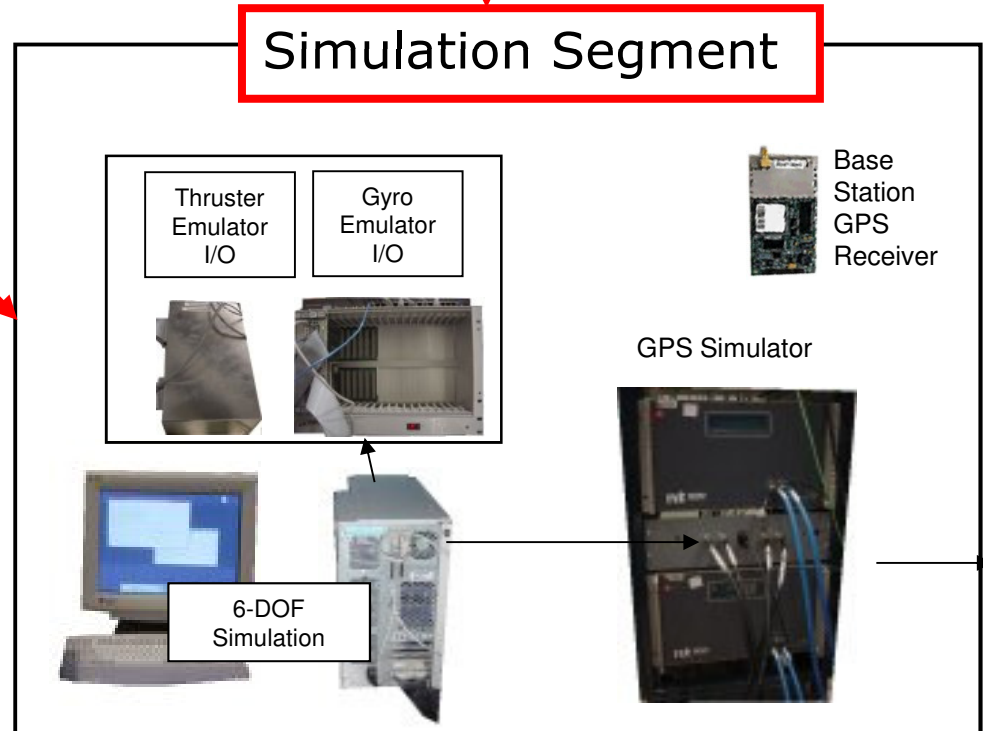 Simulation Segment
Thruster
Emulator
I/O
Gyro
Emulator
I/O
Base
Station
GPS
Receiver
GPS Simulator
6-DOF
Simulation